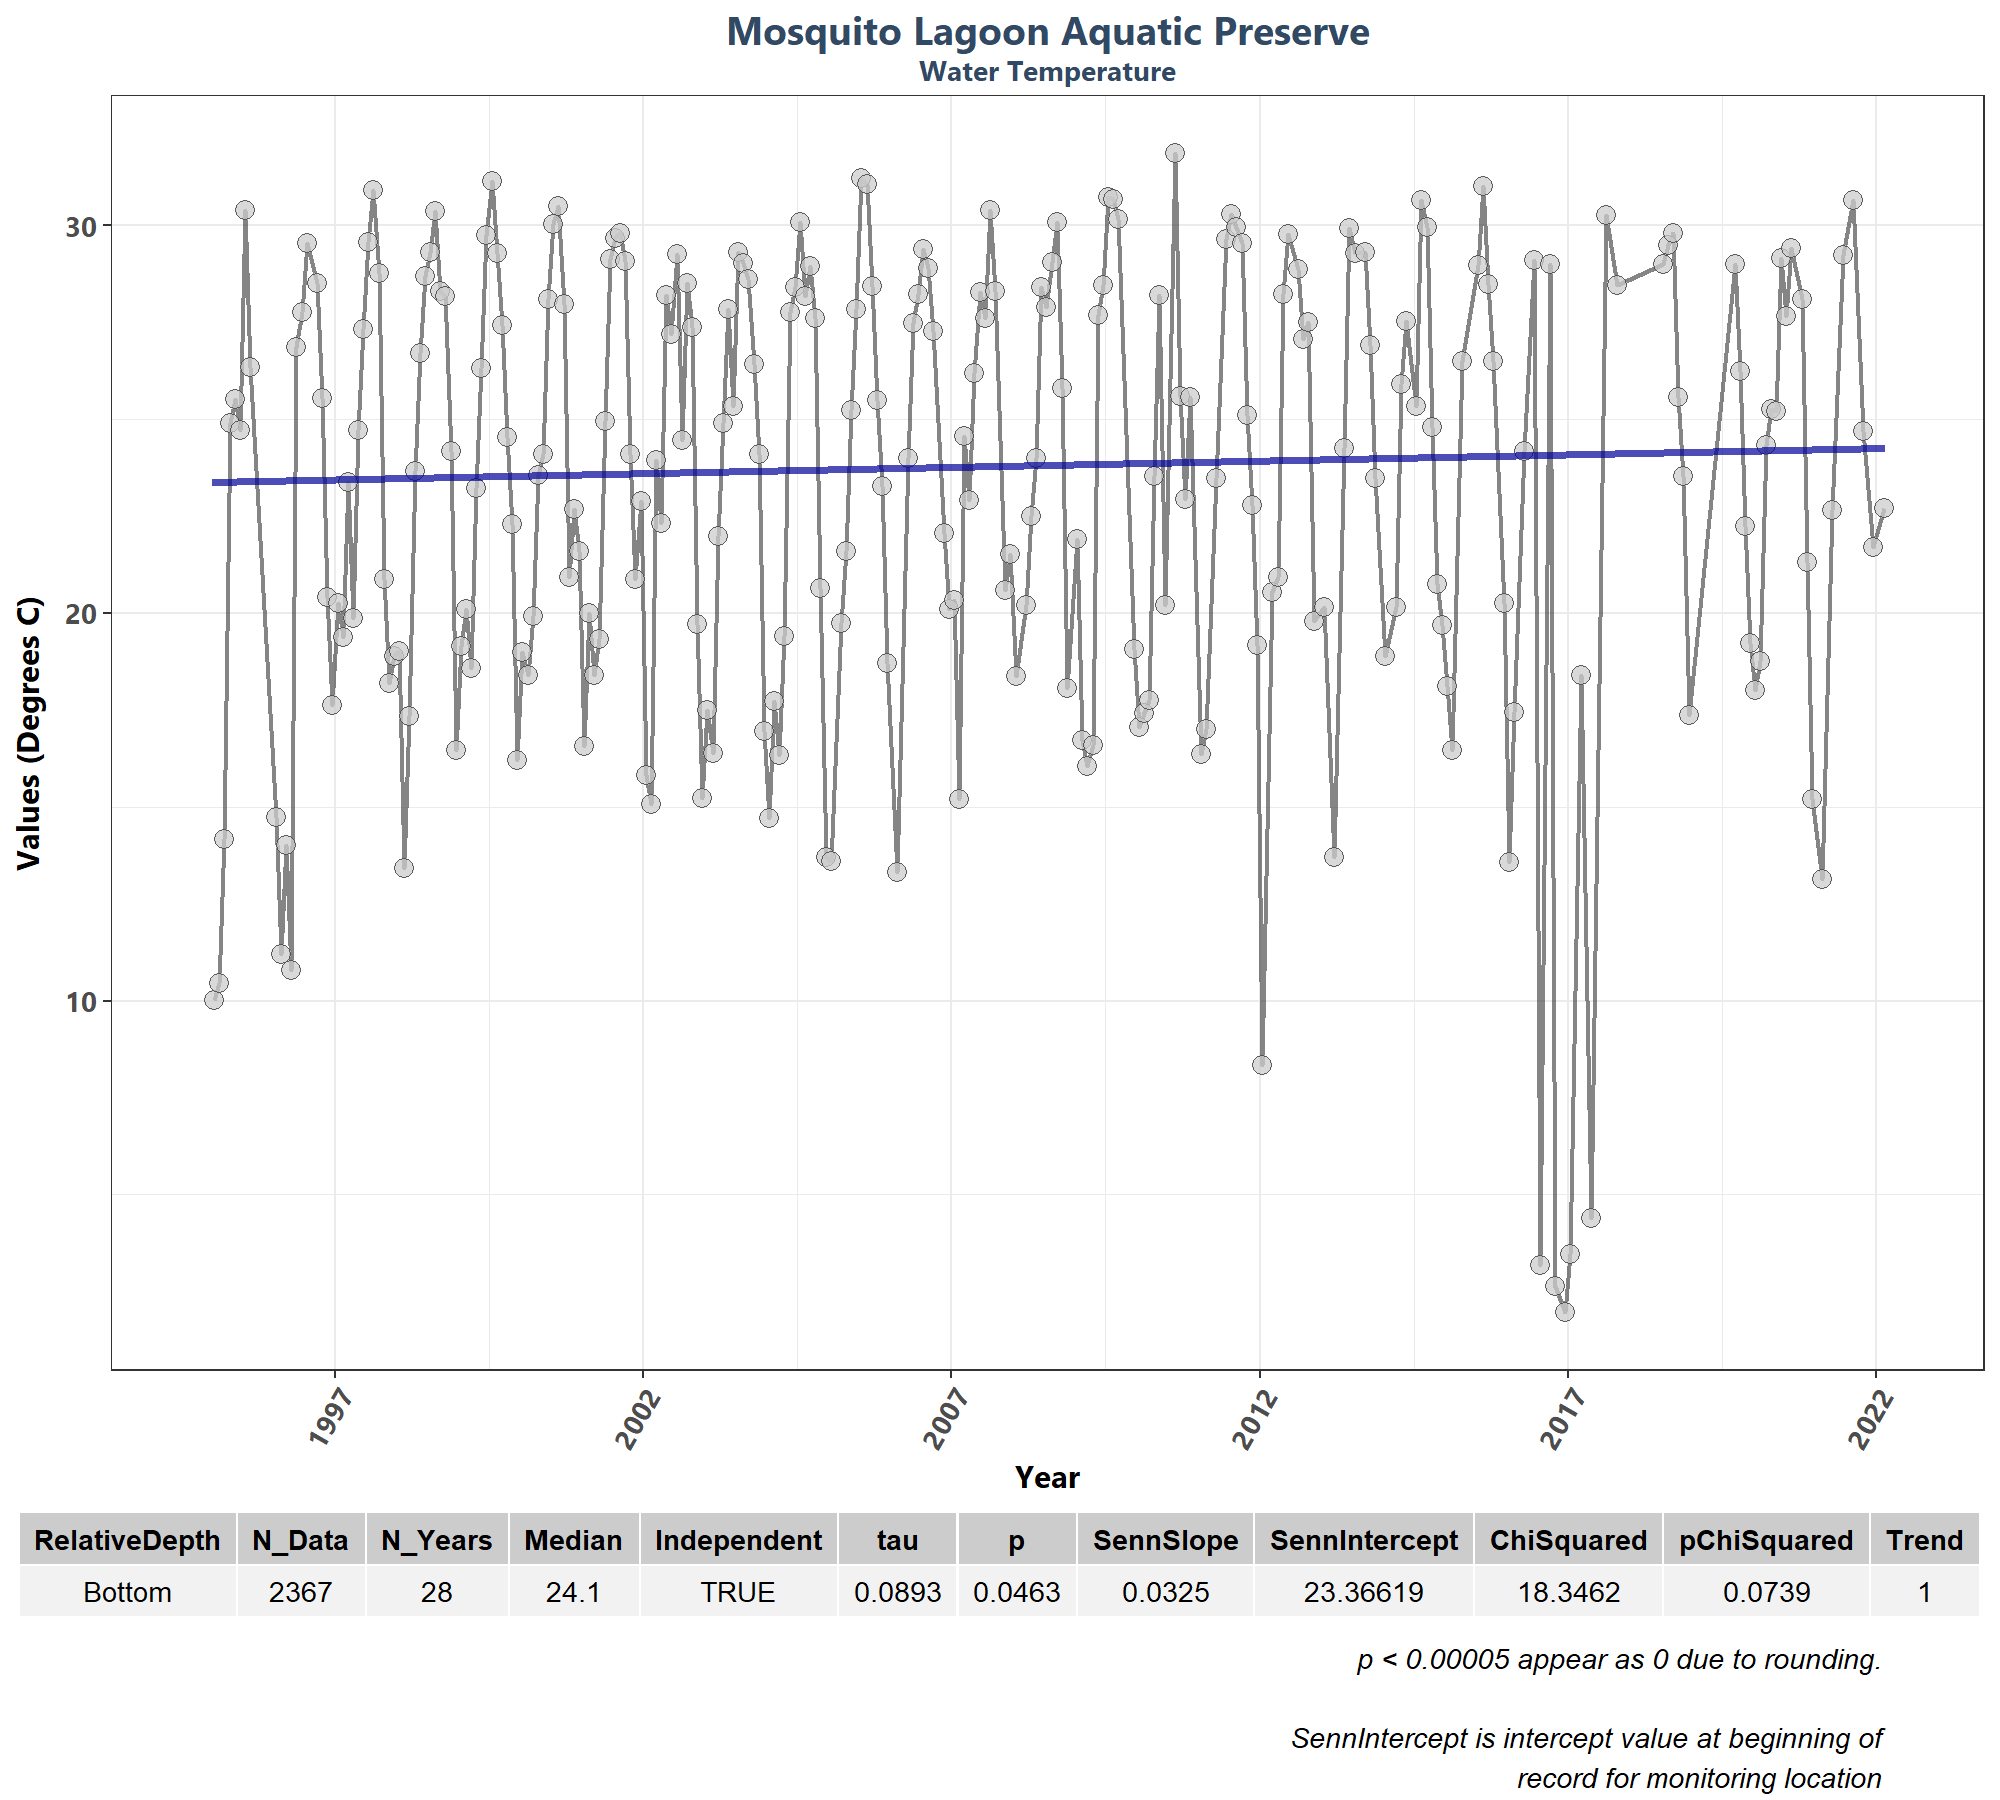 Mosquito Lagoon Aquatic Preserve
Water Temperature
Values (Degrees C)
30
20
10
1997 2002 2007 2012 2017 2022
Year
RelativeDepth N_Data N_Years Median Independent tau p SennSlope SennIntercept ChiSquared pChiSquared Trend
Bottom 2367 28 24.1 TRUE 0.0893 0.0463 0.0325 23.36619 18.3462 0.0739 1
p < 0.00005 appear as 0 due to rounding.
SennIntercept is intercept value at beginning of
record for monitoring location